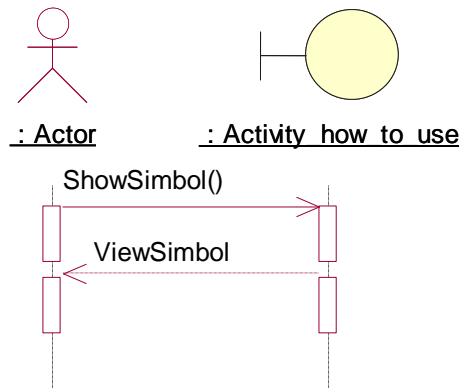 : Actor
: Activity how to use
ShowSimbol()
ViewSimbol